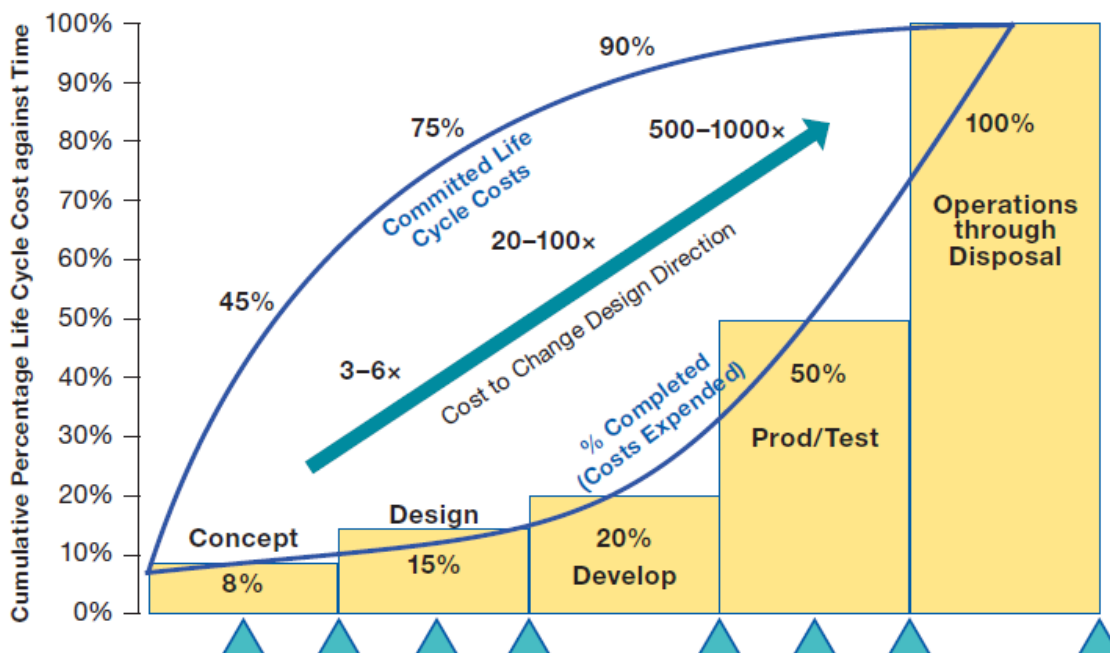 Cumulative Percentage Life Cycle Cost against Time
100%
90%
80%
70%
60%
50%
40%
30%
20%
10%
0%
90%
75%
45%
Committed Life
Cycle Costs
500–1000×
20–100×
3–6×
Cost to Change Design Direction
% Completed
(Costs Expended)
Concept
8%
Design
15%
20%
Develop
50%
Prod/Test
100%
Operations
through
Disposal